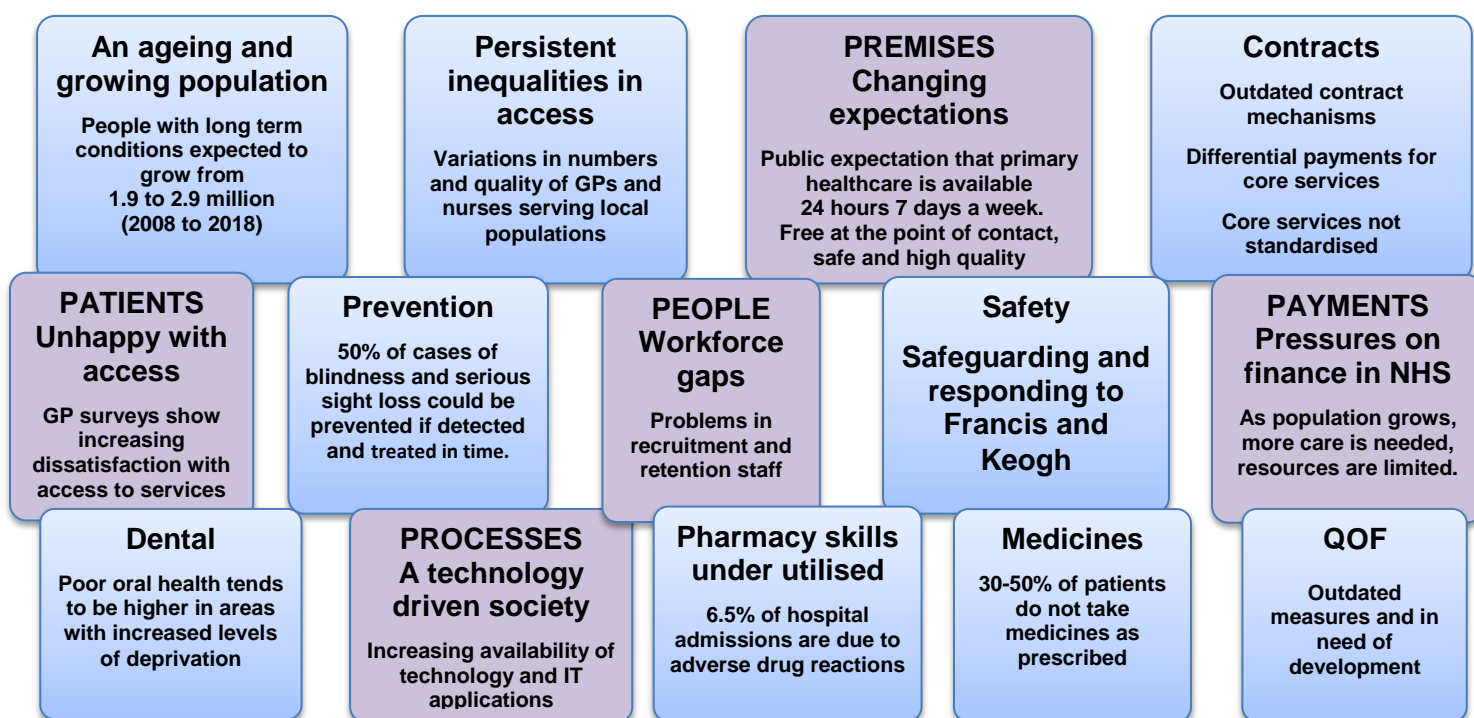 An ageing and
growing population
People with long term
conditions expected to
grow from
1.9 to 2.9 million
(2008 to 2018)
Persistent
inequalities in
access
Variations in numbers
and quality of GPs and
nurses serving local
populations
PREMISES
Changing
expectations
Public expectation that primary
healthcare is available
24 hours 7 days a week.
Free at the point of contact,
safe and high quality
Contracts
Outdated contract
mechanisms
Differential payments for
core services
Core services not
standardised
PATIENTS
Unhappy with
access
GP surveys show
increasing
dissatisfaction with
access to services
Prevention
50% of cases of
blindness and serious
sight loss could be
prevented if detected
and treated in time.
PEOPLE
Workforce
gaps
Problems in
recruitment and
retention staff
Safety
Safeguarding and
responding to
Francis and
Keogh
PAYMENTS
Pressures on
finance in NHS
As population grows,
more care is needed,
resources are limited.
Dental
Poor oral health tends
to be higher in areas
with increased levels
of deprivation
PROCESSES
A technology
driven society
Increasing availability of
technology and IT
applications
Pharmacy skills
under utilised
6.5% of hospital
admissions are due to
adverse drug reactions
Medicines
30-50% of patients
do not take
medicines as
prescribed
QOF
Outdated
measures and in
need of
development